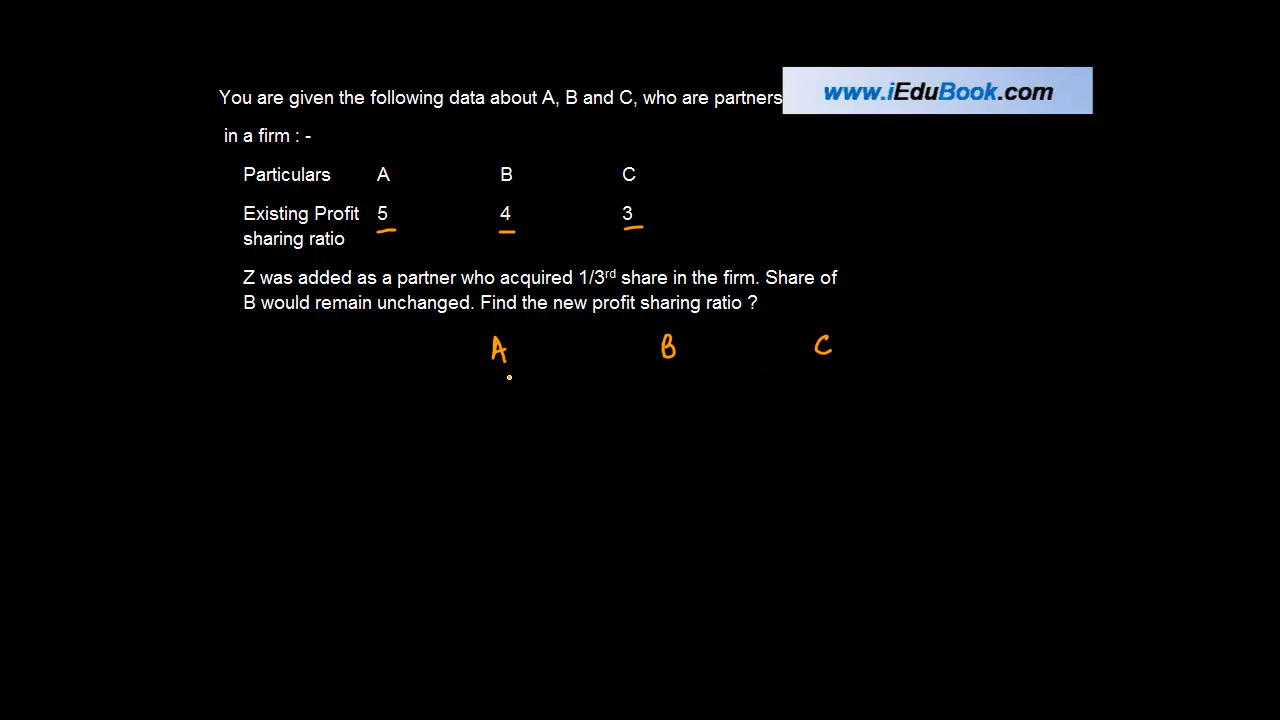 www.iEduBook.com
You are given the following data about A, B and C, who are partners
in a firm : -
Particulars A B C
Existing Profit 5 4 3
sharing ratio
Z was added as a partner who acquired 1/3rd share in the firm. Share of
B would remain unchanged. Find the new profit sharing ratio ?
A B C